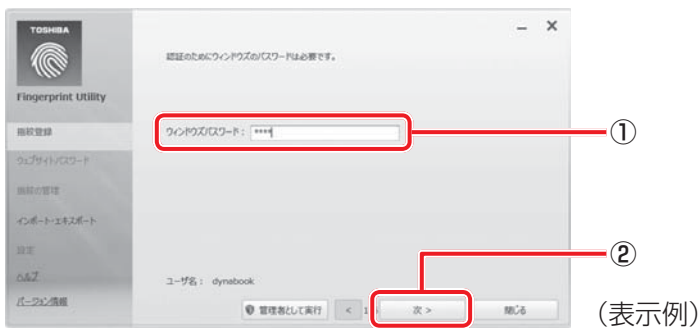 TOSHIBA
Fingerprint Utility
認証のためにウィンドウズのパスワードは必要です。
指紋登録
ウィンドウズパスワード： ****
①
ウェブサイトパスワード
指紋の管理
インポート・エキスポート
設定
ヘルプ
バージョン情報
ユーザ名： dynabook
②
管理者として実行 < 1 次 > 閉じる
（表示例）